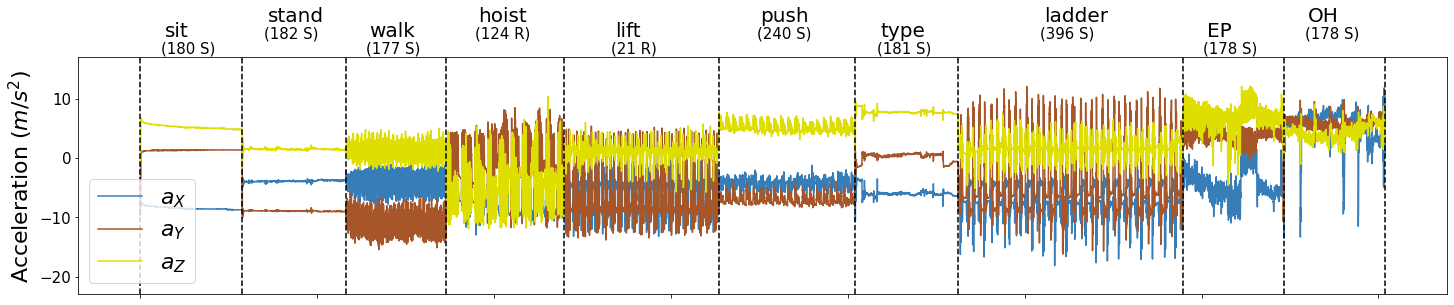 sit stand walk hoist lift push type ladder EP OH
(180 S) (182 S) (177 S) (124 R) (21 R) (240 S) (181 S) (396 S) (178 S) (178 S)
Acceleration (m/s²)
10
0
−10
−20
a_X
a_Y
a_Z